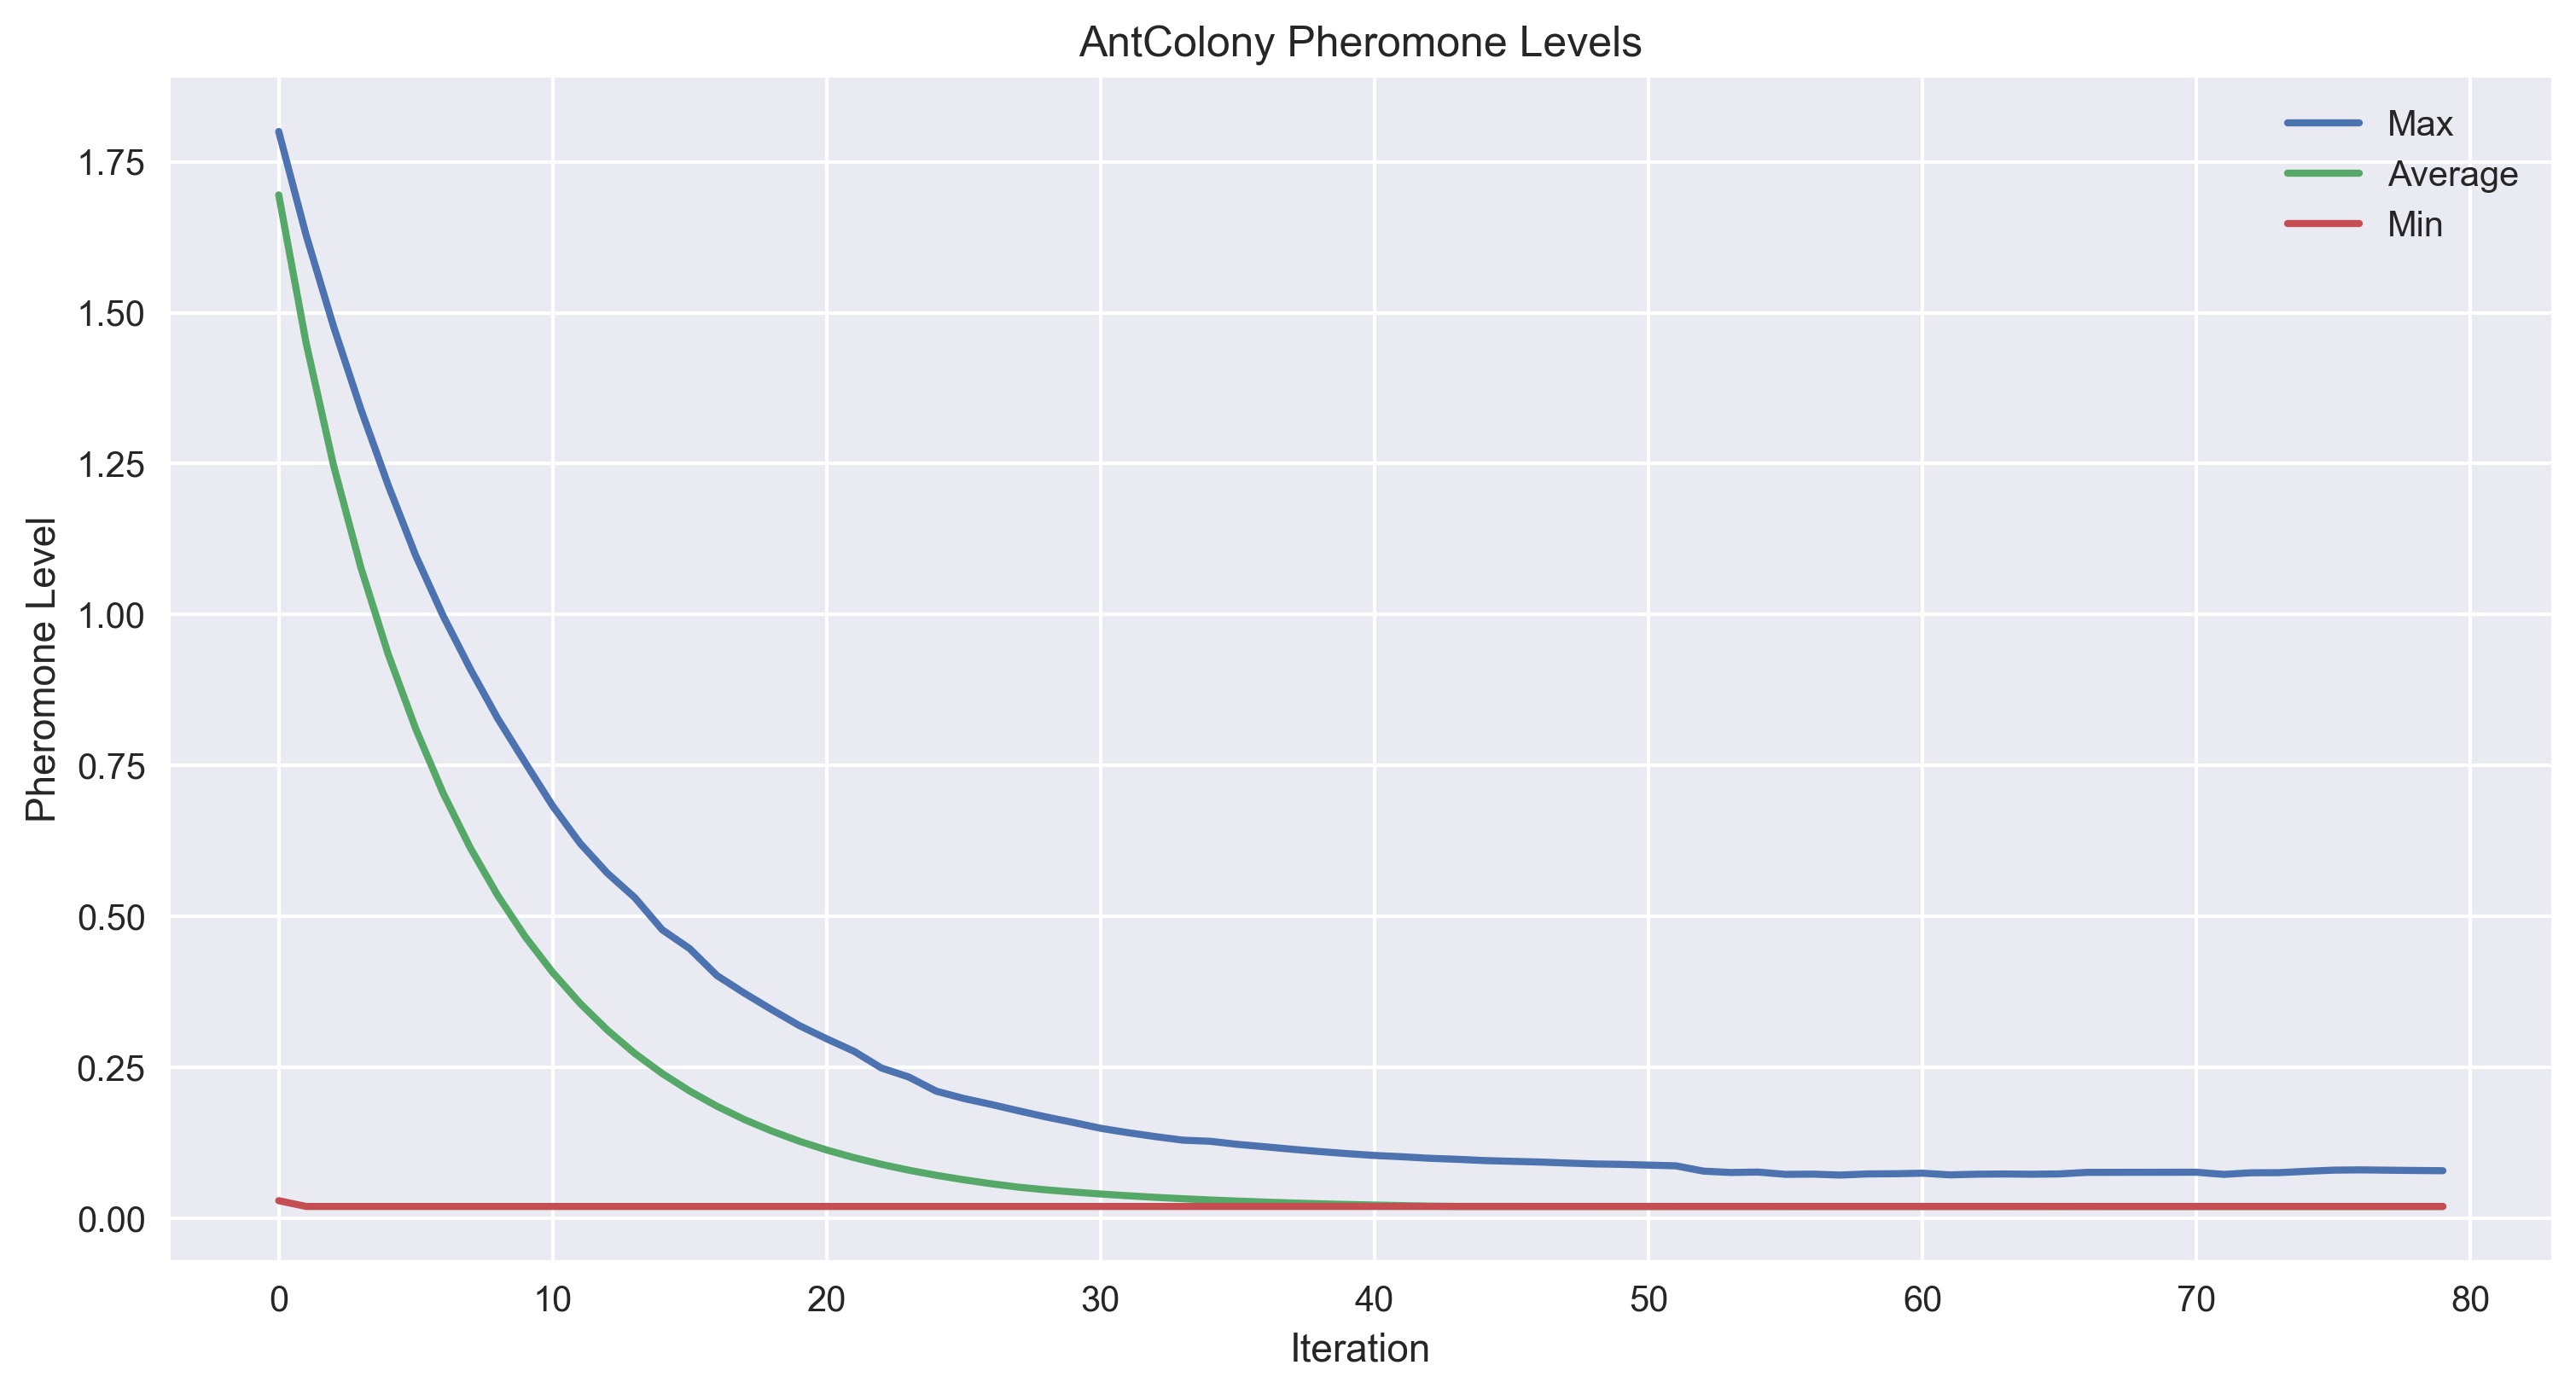 AntColony Pheromone Levels
Max
Average
Min
Pheromone Level
1.75
1.50
1.25
1.00
0.75
0.50
0.25
0.00
0 10 20 30 40 50 60 70 80
Iteration